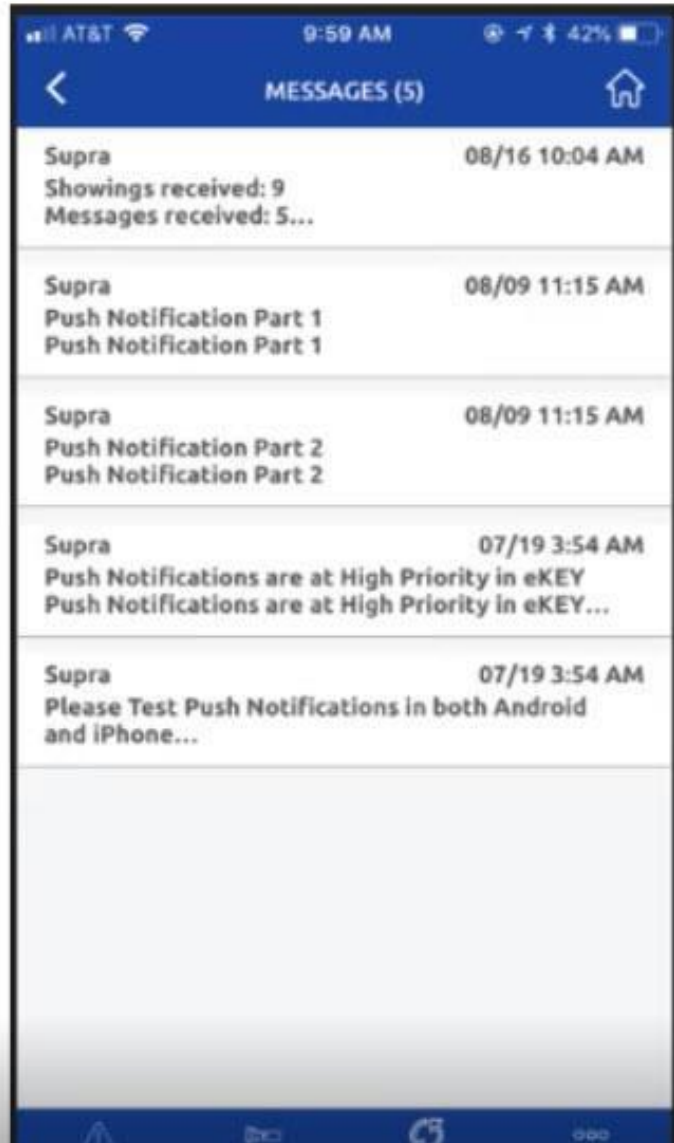 AT&T 9:59 AM 42%
MESSAGES (5)
Supra 08/16 10:04 AM
Showings received: 9
Messages received: 5...
Supra 08/09 11:15 AM
Push Notification Part 1
Push Notification Part 1
Supra 08/09 11:15 AM
Push Notification Part 2
Push Notification Part 2
Supra 07/19 3:54 AM
Push Notifications are at High Priority in eKEY
Push Notifications are at High Priority in eKEY...
Supra 07/19 3:54 AM
Please Test Push Notifications in both Android
and iPhone...